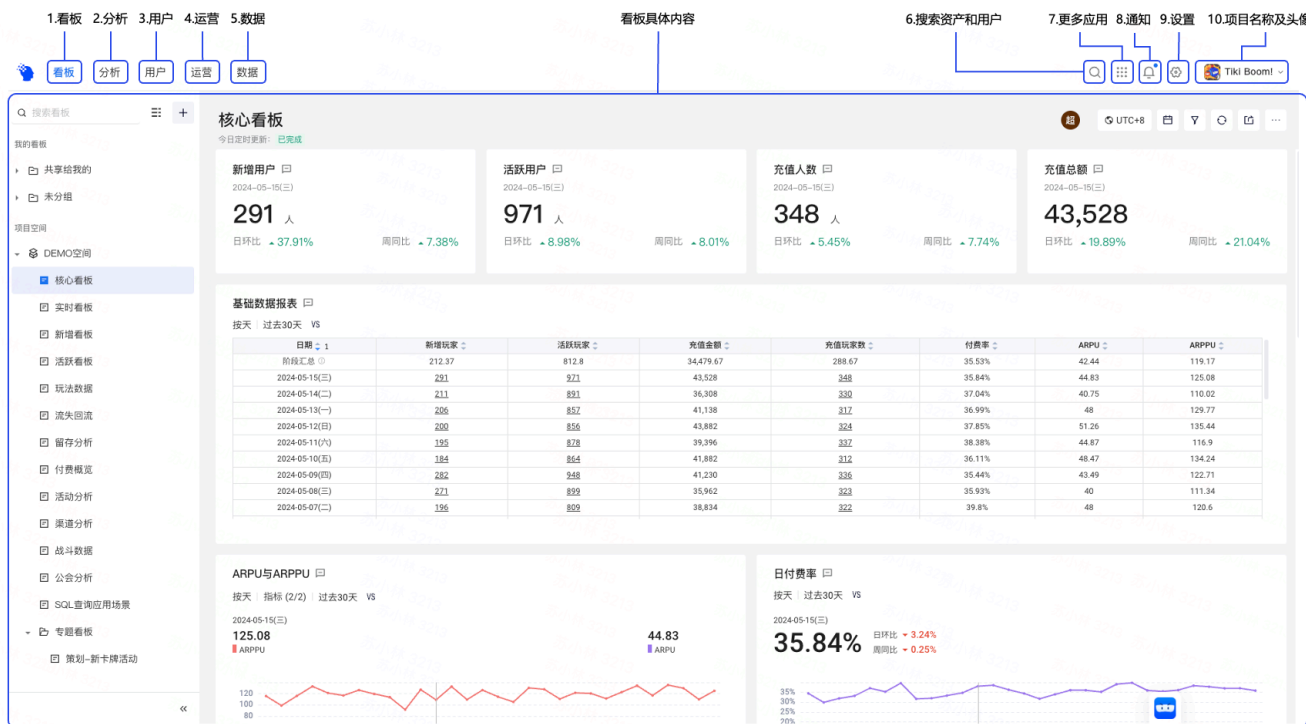 1.看板 2.分析 3.用户 4.运营 5.数据 看板具体内容 6.搜索资产和用户 7.更多应用 8.通知 9.设置 10.项目名称及头像
看板 分析 用户 运营 数据 Tiki Boom!
搜索看板
我的看板
共享给我的
未分组
项目空间
DEMO空间
核心看板
实时看板
新增看板
活跃看板
玩法数据
流失回流
留存分析
付费概览
活动分析
渠道分析
战斗数据
公会分析
SQL查询应用场景
专题看板
策划-新卡牌活动
核心看板 超 UTC+8
今日定时更新: 已完成
新增用户
2024-05-15(三)
291 人
日环比 37.91% 周同比 7.38%
活跃用户
2024-05-15(三)
971 人
日环比 8.98% 周同比 8.01%
充值人数
2024-05-15(三)
348 人
日环比 5.45% 周同比 7.74%
充值总额
2024-05-15(三)
43,528
日环比 19.89% 周同比 21.04%
基础数据报表
按天 过去30天 VS
日期 1 新增玩家 活跃玩家 充值金额 充值玩家数 付费率 ARPU ARPPU
阶段汇总 212.37 812.8 34,479.67 288.67 35.53% 42.44 119.17
2024-05-15(三) 291 971 43,528 348 35.84% 44.83 125.08
2024-05-14(二) 211 891 36,308 330 37.04% 40.75 110.02
2024-05-13(一) 206 857 41,138 317 36.99% 48 129.77
2024-05-12(日) 200 856 43,882 324 37.85% 51.26 135.44
2024-05-11(六) 195 878 39,396 337 38.38% 44.87 116.9
2024-05-10(五) 184 864 41,882 312 36.11% 48.47 134.24
2024-05-09(四) 282 948 41,230 336 35.44% 43.49 122.71
2024-05-08(三) 271 899 35,962 323 35.93% 40 111.34
2024-05-07(二) 196 809 38,834 322 39.8% 48 120.6
ARPU与ARPPU
按天 指标 (2/2) 过去30天 VS
2024-05-15(三)
125.08 44.83
ARPPU ARPU
120
100
80
日付费率
按天 过去30天 VS
2024-05-15(三)
35.84% 日环比 3.24%
周同比 0.25%
35%
30%
25%
20%